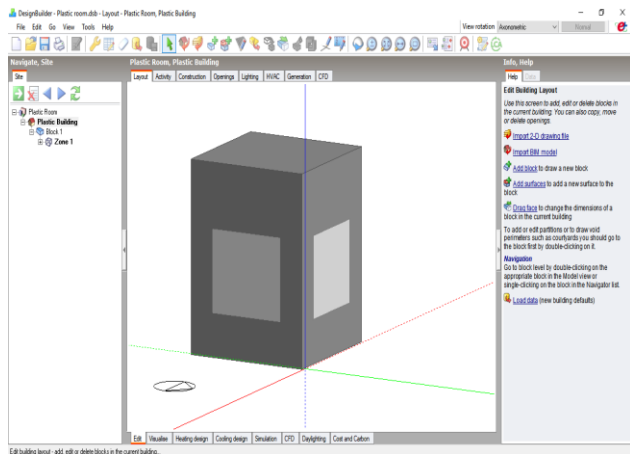 DesignBuilder - Plastic room.dsb - Layout - Plastic Room, Plastic Building
File Edit Go View Tools Help
View rotation Axonometric Normal
Navigate, Site
Plastic Room, Plastic Building
Info, Help
Site
Layout Activity Construction Openings Lighting HVAC Generation CFD
Help Data
Plastic Room
Plastic Building
Block 1
Zone 1
Edit Building Layout
Use this screen to add, edit or delete blocks in
the current building. You can also copy, move
or delete openings.
Import 2-D drawing file
Import BIM model
Add block to draw a new block
Add surfaces to add a new surface to the
block
Drag face to change the dimensions of a
block in the current building
To add or edit partitions or to draw void
perimeters such as courtyards you should go to
the block first by double-clicking on it.
Navigation
Go to block level by double-clicking on the
appropriate block in the Model view or
single-clicking on the block in the Navigator list.
Load data (new building defaults)
Edit Visualise Heating design Cooling design Simulation CFD Daylighting Cost and Carbon
Edit building layout - add, edit or delete blocks in the current building..